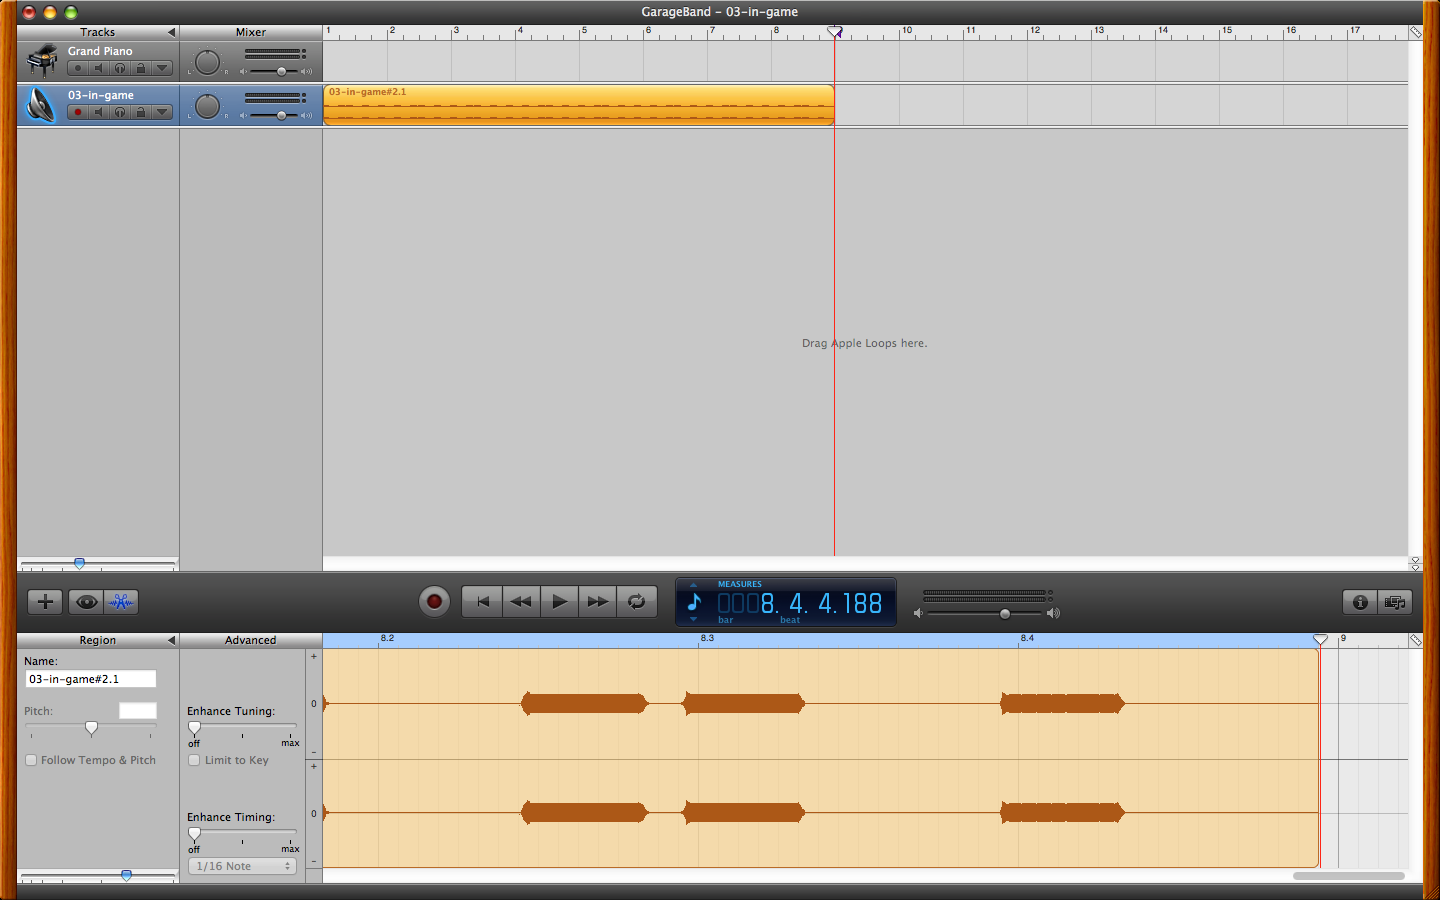 GarageBand - 03-in-game
Tracks
Mixer
1 2 3 4 5 6 7 8 10 11 12 13 14 15 16 17
Grand Piano
L R
03-in-game
L R
03-in-game#2.1
Drag Apple Loops here.
MEASURES
0008. 4. 4.188
bar beat
Region
Advanced
8.2 8.3 8.4 9
Name:
03-in-game#2.1
Pitch:
Follow Tempo & Pitch
Enhance Tuning:
off max
Limit to Key
Enhance Timing:
off max
1/16 Note
+
0
-
+
0
-